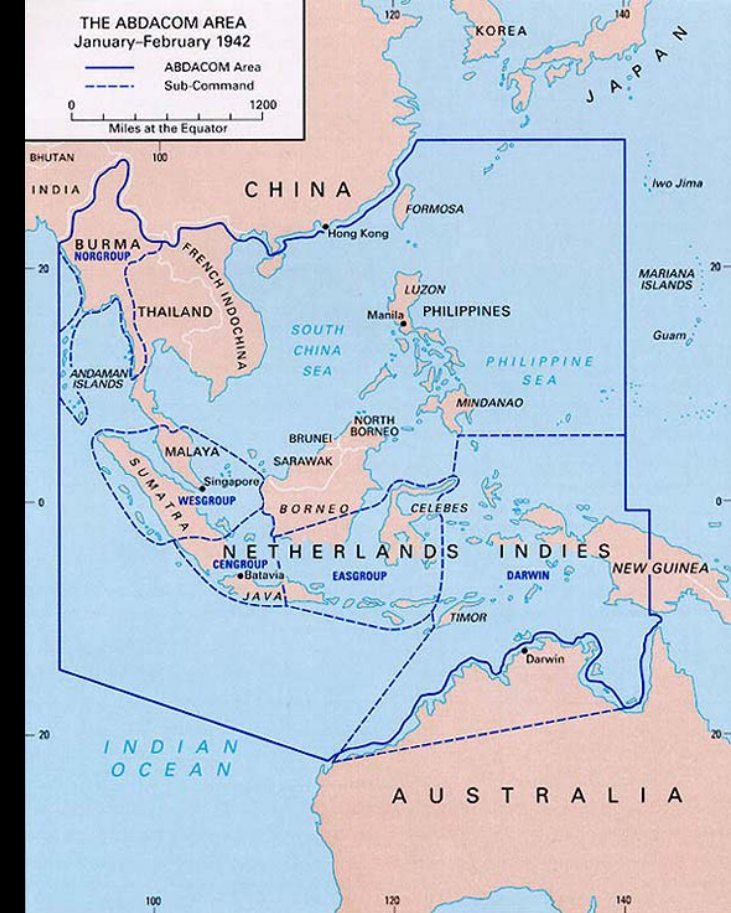 THE ABDACOM AREA
January–February 1942
ABDACOM Area
Sub-Command
0 1200
Miles at the Equator
120
140
KOREA
JAPAN
BHUTAN
100
INDIA
CHINA
Iwo Jima
FORMOSA
Hong Kong
BURMA
NORGROUP
FRENCH INDOCHINA
20
20
MARIANA
ISLANDS
LUZON
THAILAND
Manila
PHILIPPINES
SOUTH
CHINA
SEA
Guam
PHILIPPINE
SEA
ANDAMAN
ISLANDS
MINDANAO
NORTH
BORNEO
BRUNEI
MALAYA
SARAWAK
SUMATRA
Singapore
WESGROUP
0
0
BORNEO
CELEBES
NETHERLANDS INDIES
CENGROUP
Batavia
EASGROUP
DARWIN
NEW GUINEA
JAVA
TIMOR
Darwin
20
20
INDIAN
OCEAN
AUSTRALIA
100
120
140